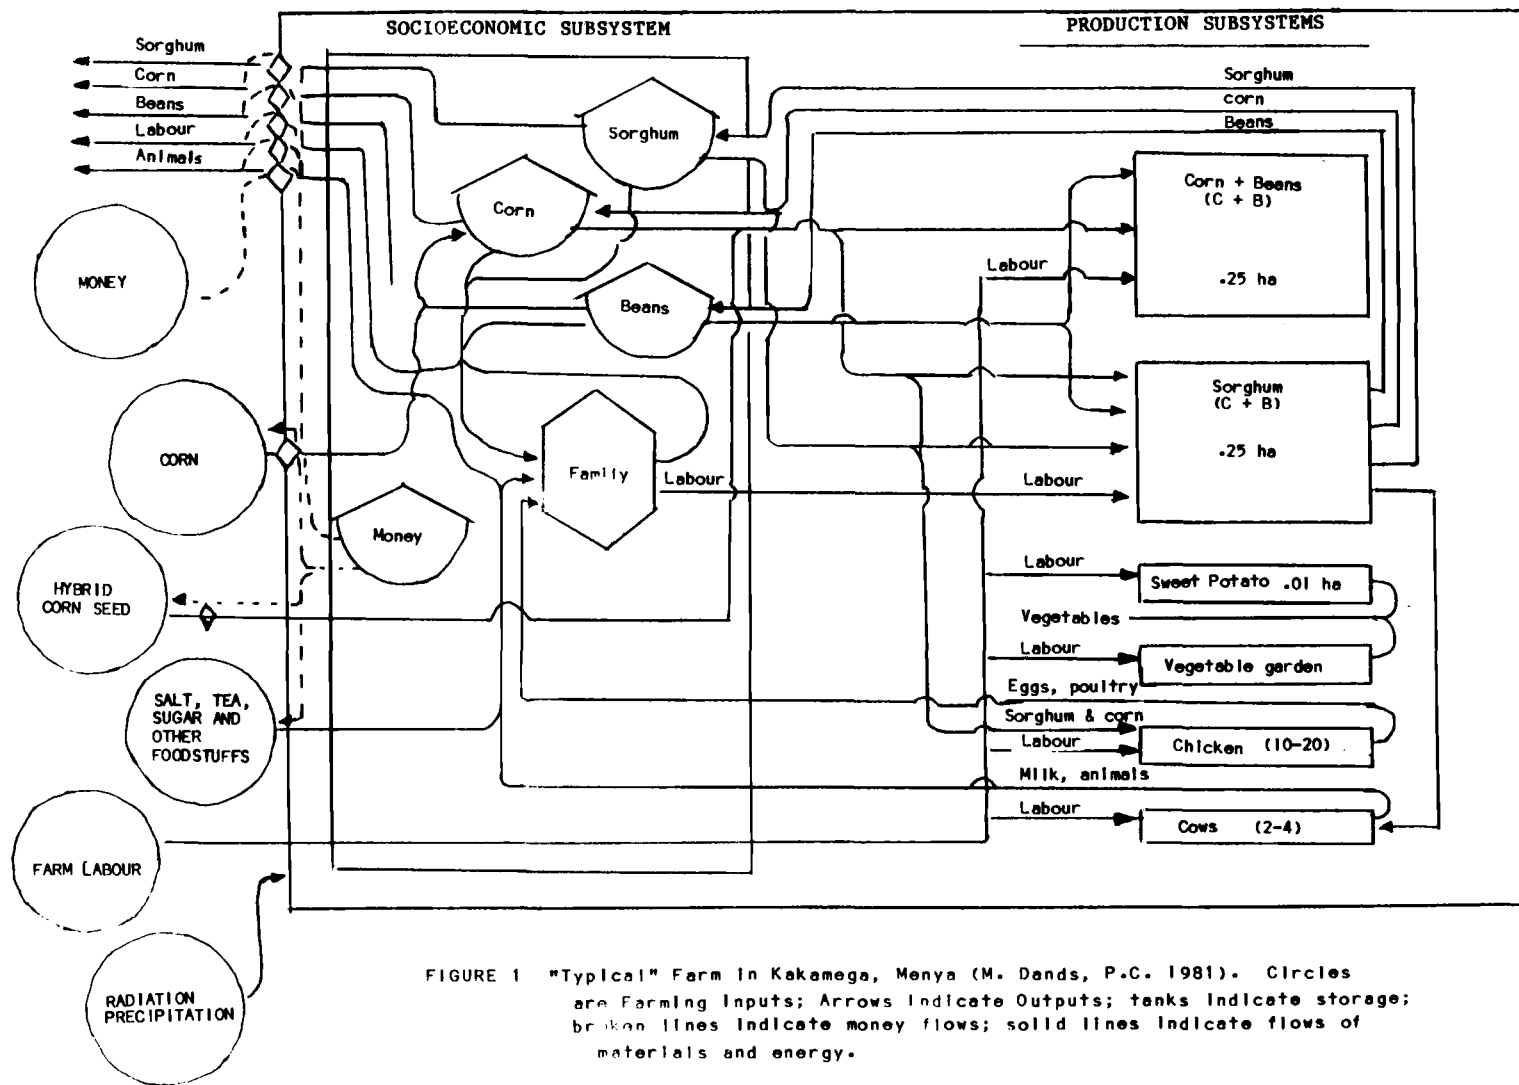 SOCIOECONOMIC SUBSYSTEM
PRODUCTION SUBSYSTEMS
Sorghum
Corn
Beans
Labour
Animals
MONEY
CORN
HYBRID
CORN SEED
SALT, TEA,
SUGAR AND
OTHER
FOODSTUFFS
FARM LABOUR
RADIATION
PRECIPITATION
Sorghum
Corn
Beans
Family
Money
Labour
Sorghum
corn
Beans
Corn + Beans
(C + B)
.25 ha
Labour
Sorghum
(C + B)
.25 ha
Labour
Labour
Sweet Potato .01 ha
Vegetables
Labour
Vegetable garden
Eggs, poultry
Sorghum & corn
Labour
Chicken (10-20)
Milk, animals
Labour
Cows (2-4)
FIGURE 1 "Typical" Farm in Kakamega, Menya (M. Dands, P.C. 1981). Circles
are Farming Inputs; Arrows Indicate Outputs; tanks indicate storage;
broken lines indicate money flows; solid lines indicate flows of
materials and energy.